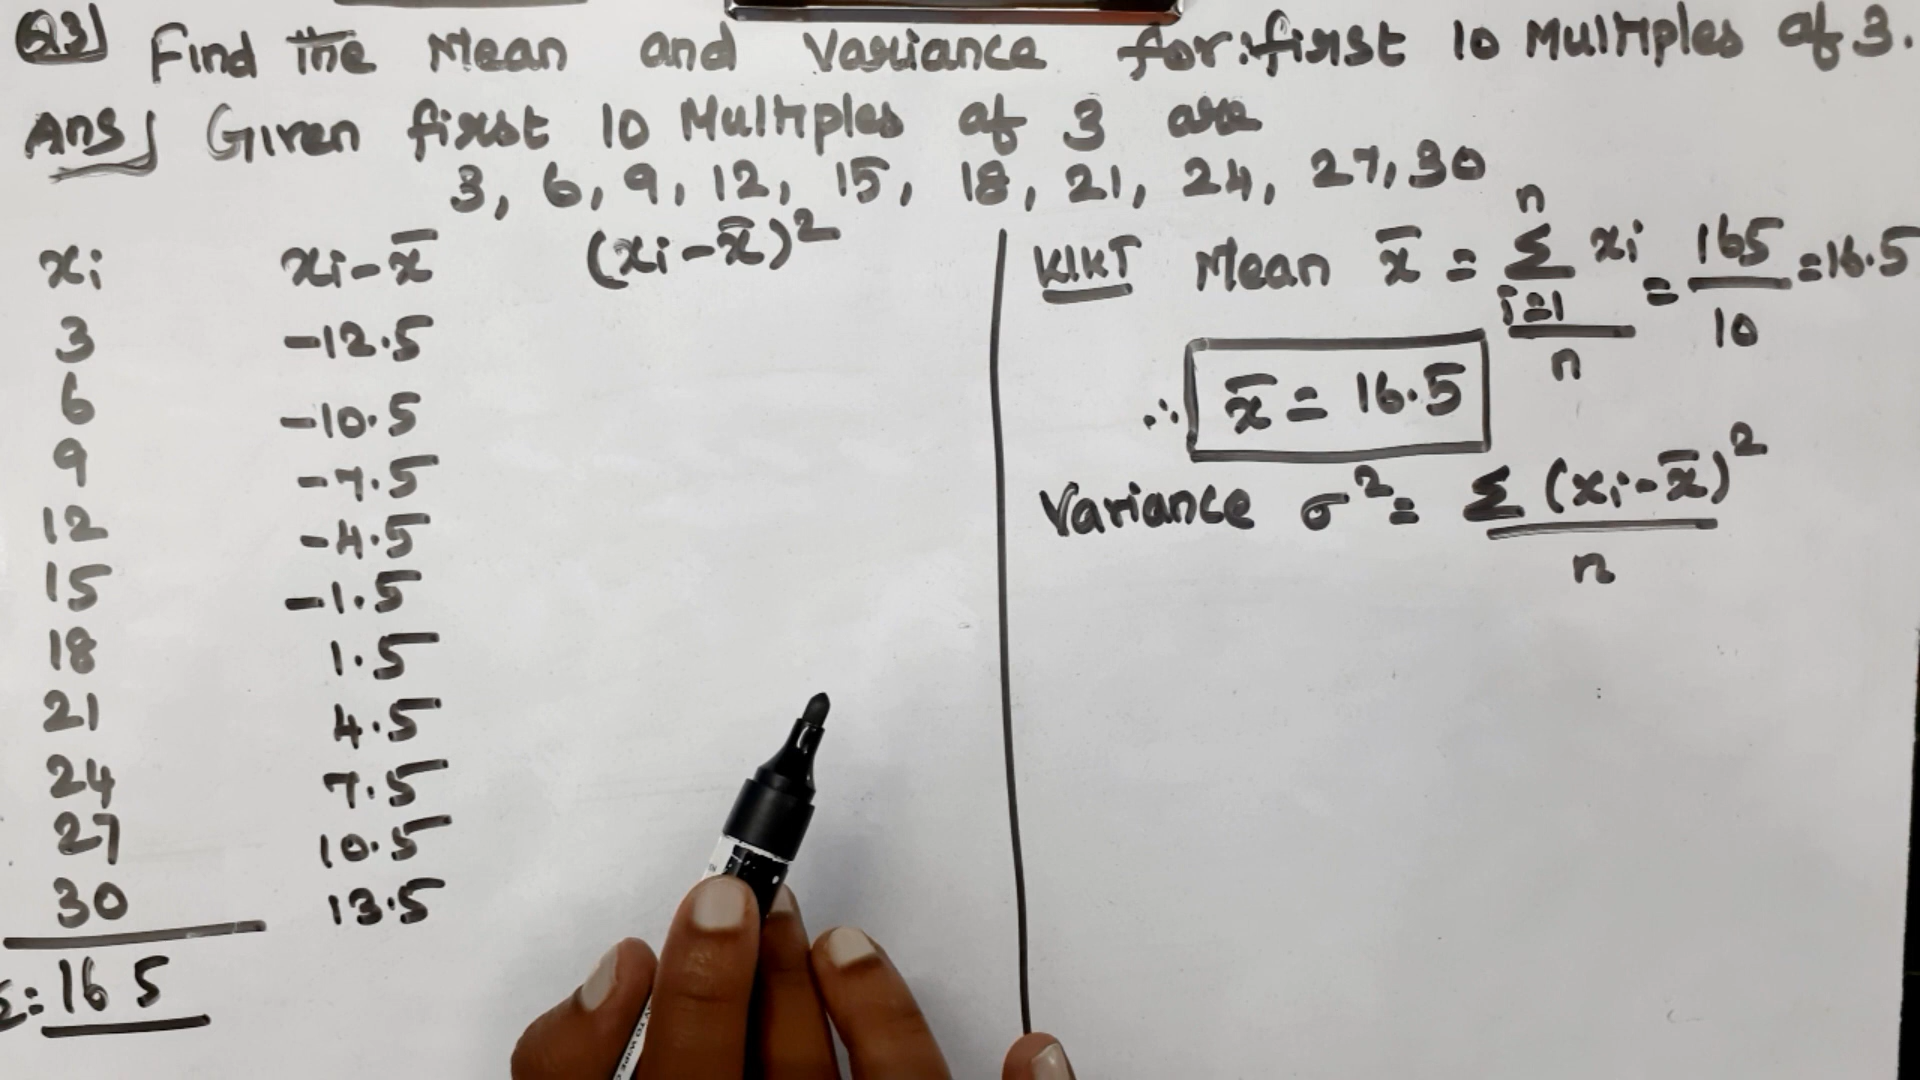 Q3) Find the Mean and Variance for: first 10 Multiples of 3.
Ans) Given first 10 Multiples of 3 are
3, 6, 9, 12, 15, 18, 21, 24, 27, 30
xi xi-x̄ (xi-x̄)²
3 -12.5
6 -10.5
9 -7.5
12 -4.5
15 -1.5
18 1.5
21 4.5
24 7.5
27 10.5
30 13.5
Σ=165
WKT Mean x̄ = Σ i=1 n xi / n = 165/10 = 16.5
∴ x̄ = 16.5
Variance σ² = Σ(xi-x̄)² / n